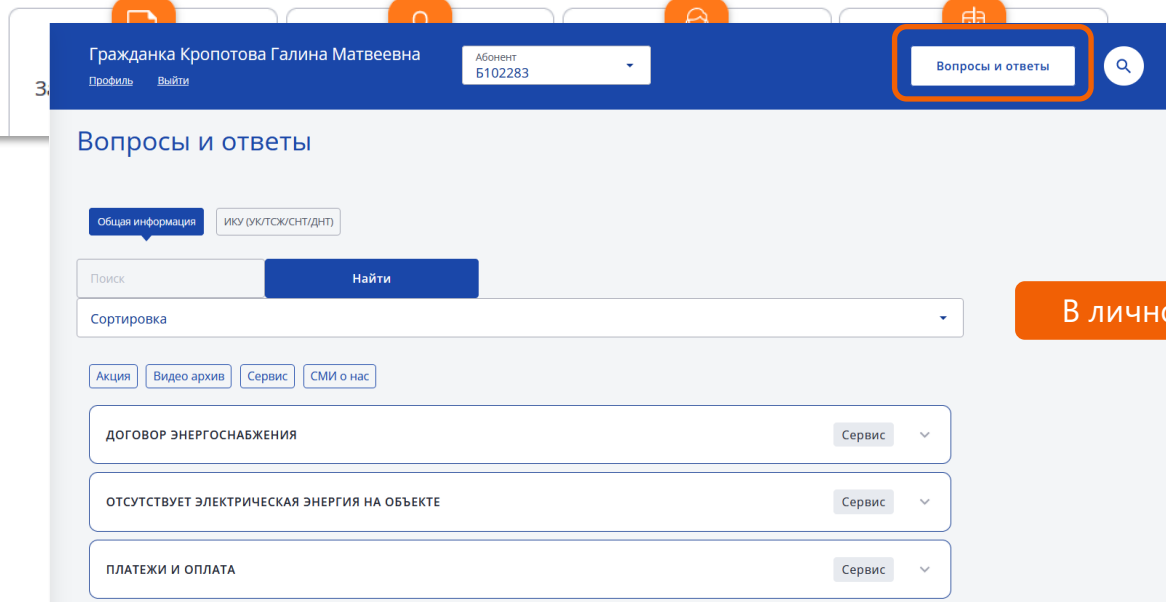 Гражданка Кропотова Галина Матвеевна
Профиль Выйти
Абонент
Б102283
Вопросы и ответы
Вопросы и ответы
Общая информация
ИКУ (УК/ТСЖ/СНТ/ДНТ)
Поиск
Найти
Сортировка
В личн
Акция
Видео архив
Сервис
СМИ о нас
ДОГОВОР ЭНЕРГОСНАБЖЕНИЯ
Сервис
ОТСУТСТВУЕТ ЭЛЕКТРИЧЕСКАЯ ЭНЕРГИЯ НА ОБЪЕКТЕ
Сервис
ПЛАТЕЖИ И ОПЛАТА
Сервис